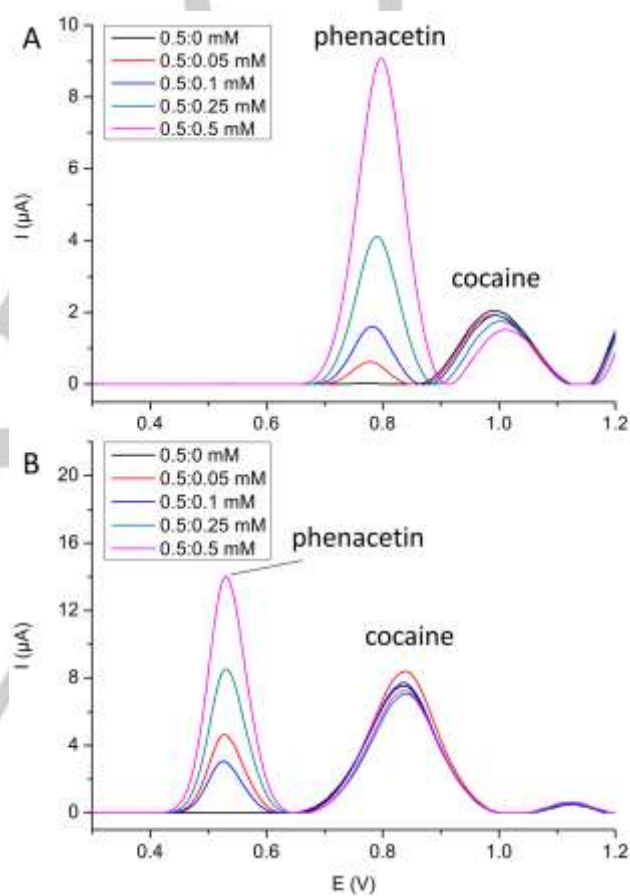 A
0.5:0 mM
0.5:0.05 mM
0.5:0.1 mM
0.5:0.25 mM
0.5:0.5 mM
phenacetin
cocaine
I (µA)
10
8
6
4
2
0
0.4 0.6 0.8 1.0 1.2
B
0.5:0 mM
0.5:0.05 mM
0.5:0.1 mM
0.5:0.25 mM
0.5:0.5 mM
phenacetin
cocaine
I (µA)
20
16
12
8
4
0
0.4 0.6 0.8 1.0 1.2
E (V)